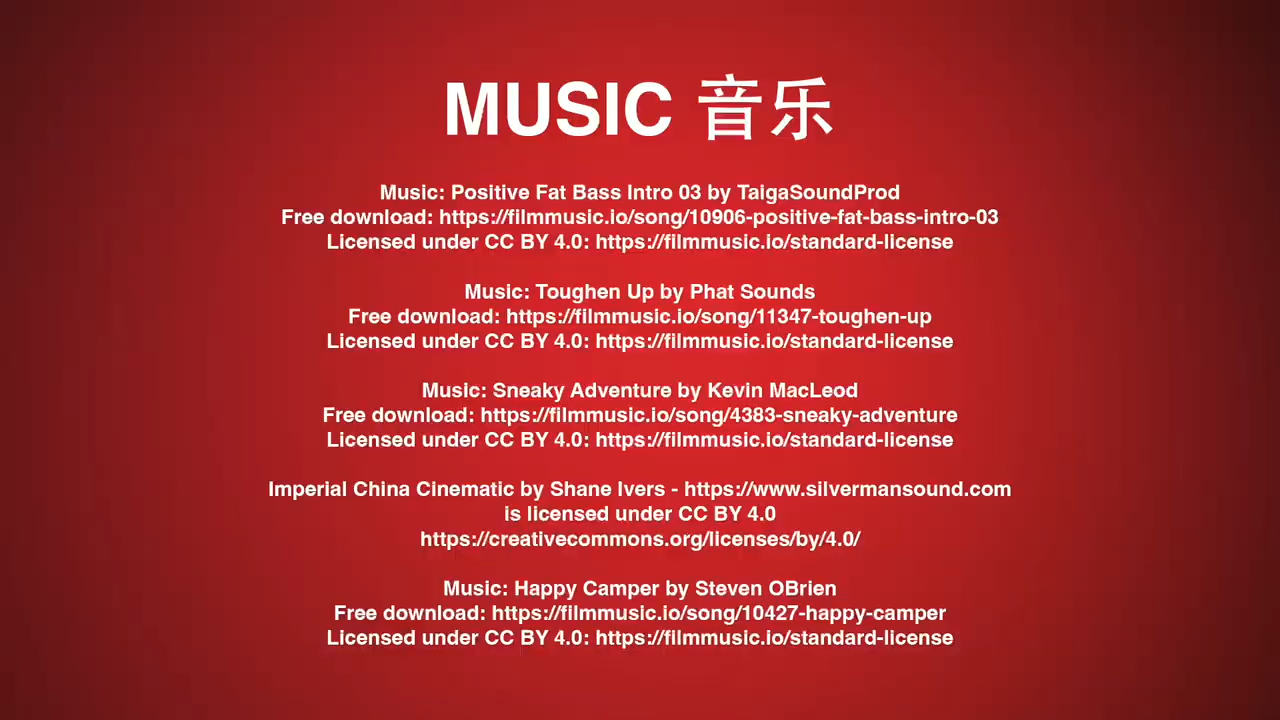 MUSIC 音乐
Music: Positive Fat Bass Intro 03 by TaigaSoundProd
Free download: https://filmmusic.io/song/10906-positive-fat-bass-intro-03
Licensed under CC BY 4.0: https://filmmusic.io/standard-license
Music: Toughen Up by Phat Sounds
Free download: https://filmmusic.io/song/11347-toughen-up
Licensed under CC BY 4.0: https://filmmusic.io/standard-license
Music: Sneaky Adventure by Kevin MacLeod
Free download: https://filmmusic.io/song/4383-sneaky-adventure
Licensed under CC BY 4.0: https://filmmusic.io/standard-license
Imperial China Cinematic by Shane Ivers - https://www.silvermansound.com
is licensed under CC BY 4.0
https://creativecommons.org/licenses/by/4.0/
Music: Happy Camper by Steven OBrien
Free download: https://filmmusic.io/song/10427-happy-camper
Licensed under CC BY 4.0: https://filmmusic.io/standard-license